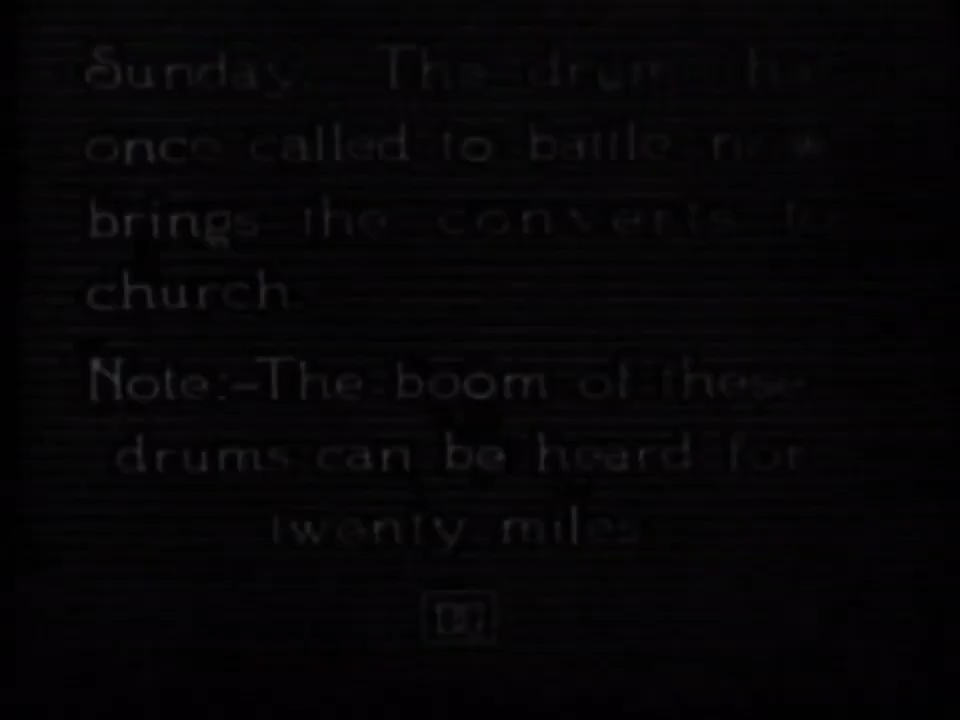 Sunday. The drum that
once called to battle now
brings the converts to
church.
Note:-The boom of these
drums can be heard for
twenty miles.